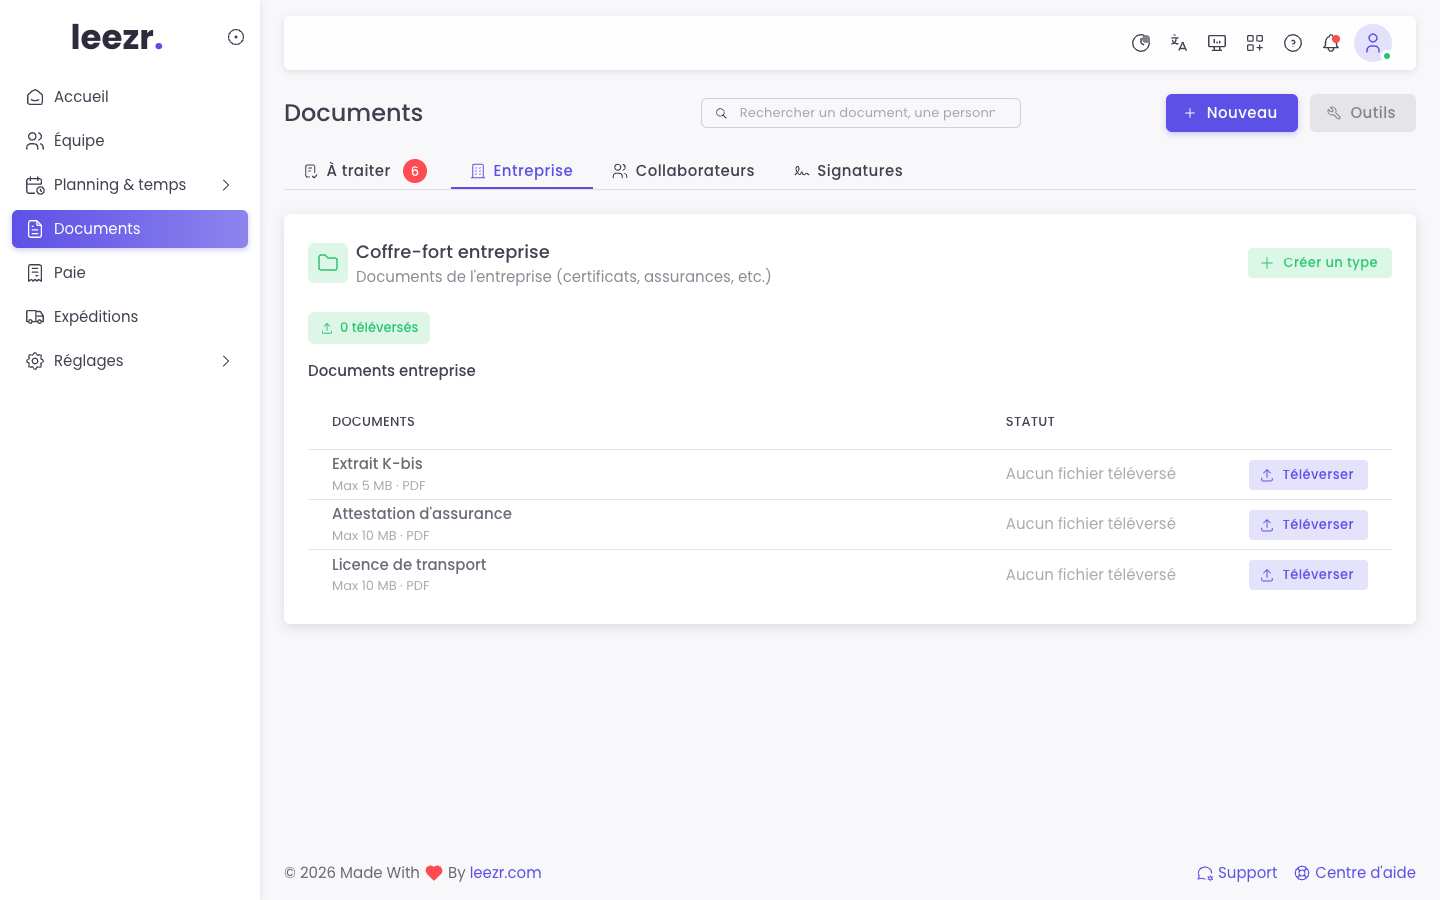 leezr.
Accueil
Équipe
Planning & temps
Documents
Paie
Expéditions
Réglages
Documents
Rechercher un document, une personr
Nouveau
Outils
À traiter 6
Entreprise
Collaborateurs
Signatures
Coffre-fort entreprise
Documents de l'entreprise (certificats, assurances, etc.)
Créer un type
0 téléversés
Documents entreprise
DOCUMENTS STATUT
Extrait K-bis
Max 5 MB · PDF
Aucun fichier téléversé
Téléverser
Attestation d'assurance
Max 10 MB · PDF
Aucun fichier téléversé
Téléverser
Licence de transport
Max 10 MB · PDF
Aucun fichier téléversé
Téléverser
© 2026 Made With By leezr.com
Support
Centre d'aide